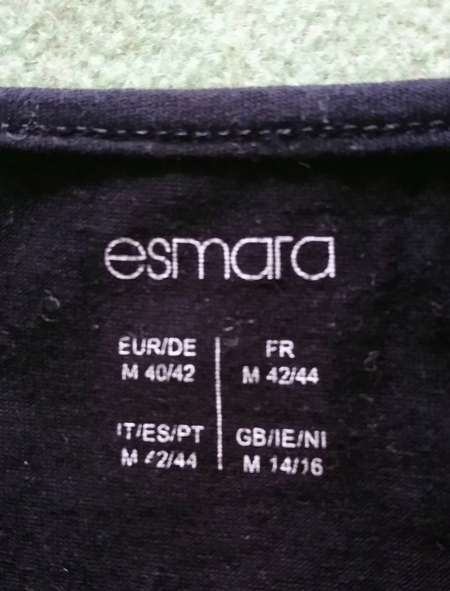 esmara
EUR/DE
M 40/42
FR
M 42/44
IT/ES/PT
M 42/44
GB/IE/NI
M 14/16